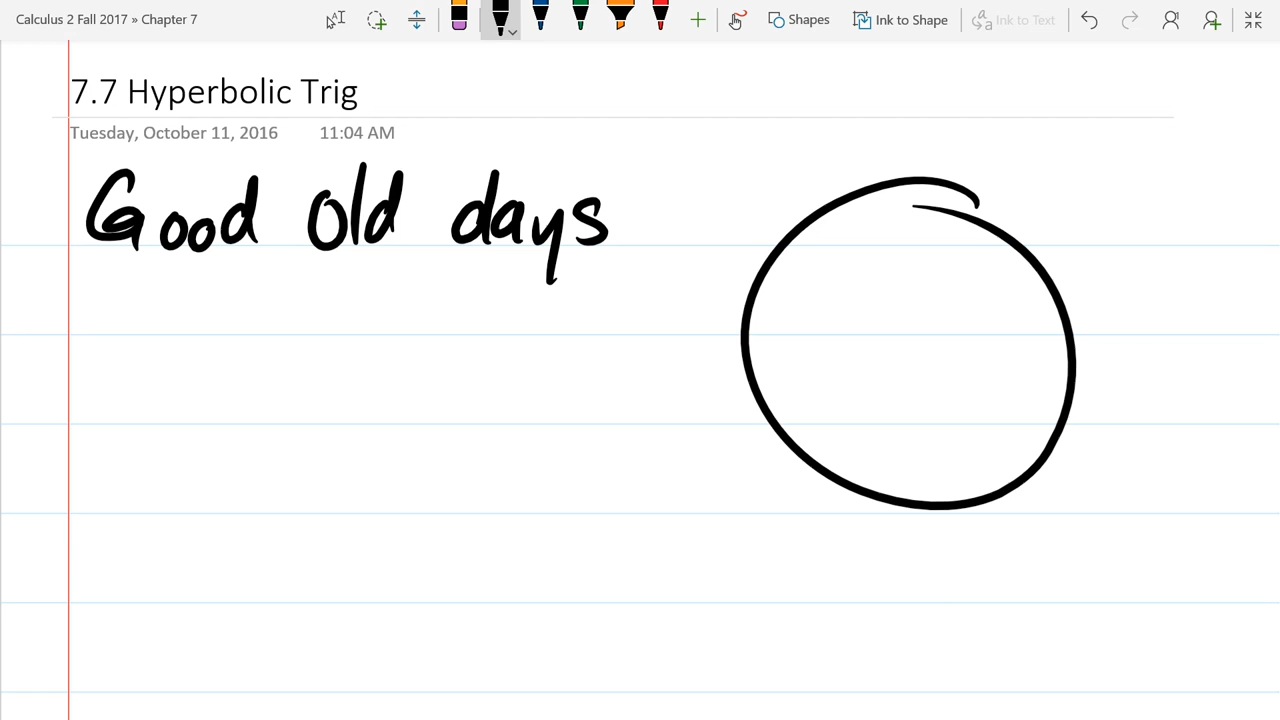 Calculus 2 Fall 2017 » Chapter 7
Shapes
Ink to Shape
Ink to Text
7.7 Hyperbolic Trig
Tuesday, October 11, 2016 11:04 AM
Good old days